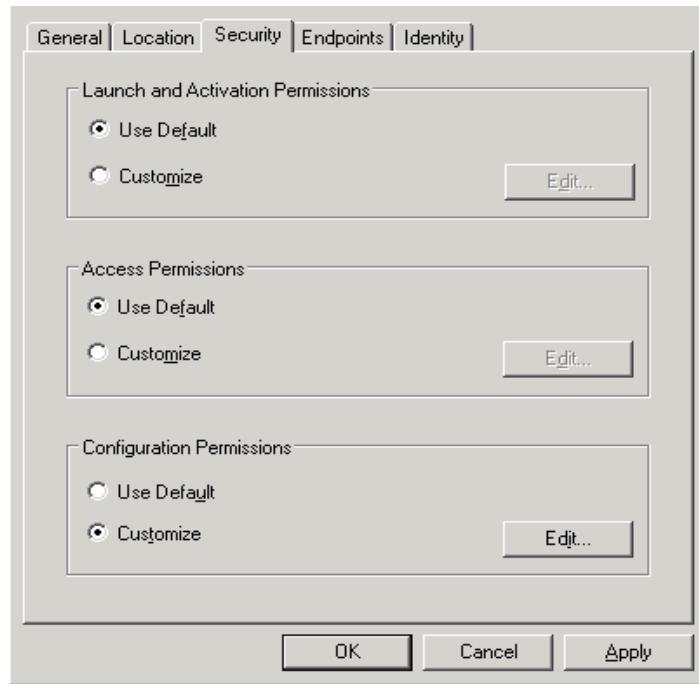 General Location Security Endpoints Identity
Launch and Activation Permissions
Use Default
Customize Edit...
Access Permissions
Use Default
Customize Edit...
Configuration Permissions
Use Default
Customize Edit...
OK Cancel Apply